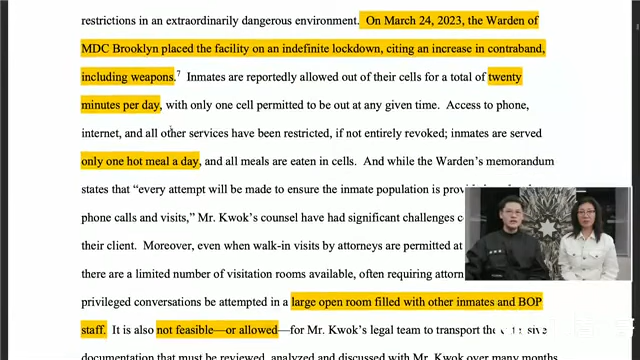 restrictions in an extraordinarily dangerous environment. On March 24, 2023, the Warden of
MDC Brooklyn placed the facility on an indefinite lockdown, citing an increase in contraband,
including weapons.7 Inmates are reportedly allowed out of their cells for a total of twenty
minutes per day, with only one cell permitted to be out at any given time. Access to phone,
internet, and all other services have been restricted, if not entirely revoked; inmates are served
only one hot meal a day, and all meals are eaten in cells. And while the Warden's memorandum
states that "every attempt will be made to ensure the inmate population is
phone calls and visits," Mr. Kwok's counsel have had significant challenges
their client. Moreover, even when walk-in visits by attorneys are permitted at
there are a limited number of visitation rooms available, often requiring
privileged conversations be attempted in a large open room filled with other inmates and BOP
staff. It is also not feasible—or allowed—for Mr. Kwok's legal team to transport the
documentation that must be reviewed, analyzed and discussed with Mr. Kwok over many months